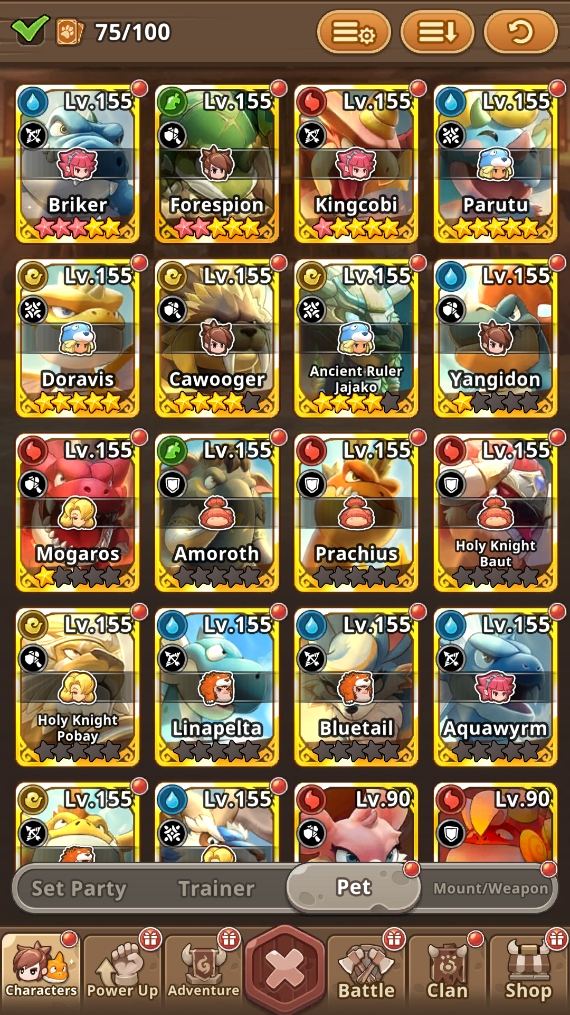 75/100
Lv.155 Lv.155 Lv.155 Lv.155
Briker Forespion Kingcobi Parutu
Lv.155 Lv.155 Lv.155 Lv.155
Doravis Cawooger Ancient Ruler Jajako Yangidon
Lv.155 Lv.155 Lv.155 Lv.155
Mogaros Amoroth Prachius Holy Knight Baut
Lv.155 Lv.155 Lv.155 Lv.155
Holy Knight Pobay Linapelta Bluetail Aquawyrm
Lv.155 Lv.155 Lv.90 Lv.90
Set Party Trainer Pet Mount/Weapon
Characters Power Up Adventure Battle Clan Shop